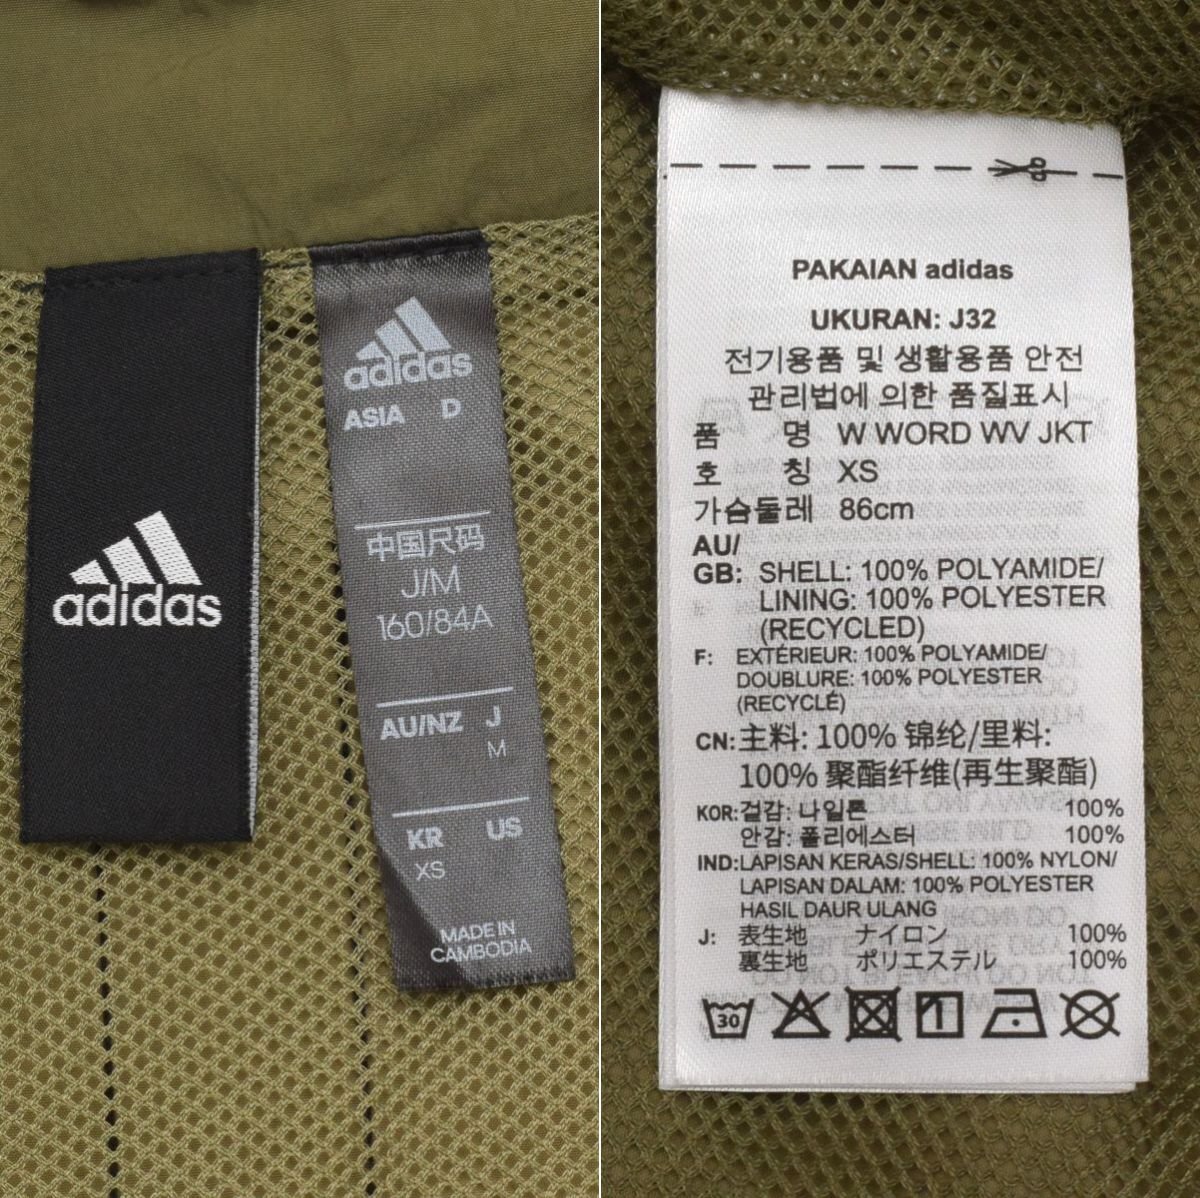 adidas
adidas
ASIA D
中国尺码
J/M
160/84A
AU/NZ J
M
KR US
XS
MADE IN
CAMBODIA
PAKAIAN adidas
UKURAN: J32
전기용품 및 생활용품 안전
관리법에 의한 품질표시
품 명 W WORD WV JKT
호 칭 XS
가슴둘레 86cm
AU/
GB: SHELL: 100% POLYAMIDE/
LINING: 100% POLYESTER
(RECYCLED)
F: EXTÉRIEUR: 100% POLYAMIDE/
DOUBLURE: 100% POLYESTER
(RECYCLÉ)
CN: 主料: 100% 锦纶/里料:
100% 聚酯纤维(再生聚酯)
KOR: 겉감: 나일론 100%
안감: 폴리에스터 100%
IND: LAPISAN KERAS/SHELL: 100% NYLON/
LAPISAN DALAM: 100% POLYESTER
HASIL DAUR ULANG
J: 表生地 ナイロン 100%
裏生地 ポリエステル 100%
30